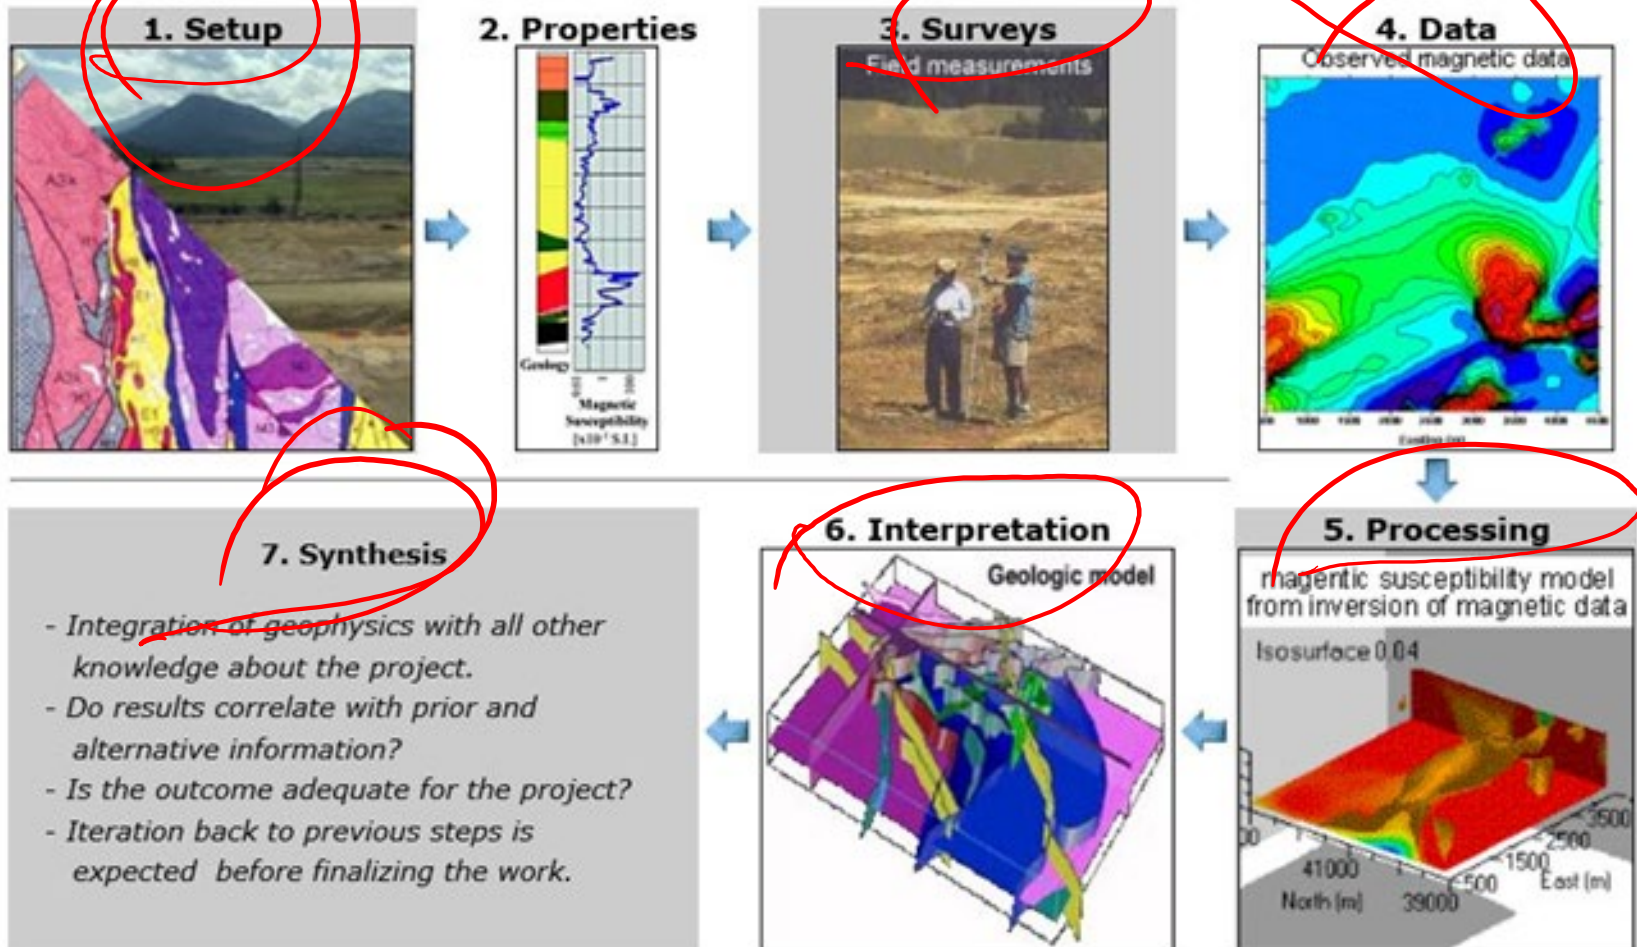 1. Setup
2. Properties
3. Surveys
4. Data
Field measurements
Observed magnetic data
A3k
A3k
E1
Geology
Magnetic
Susceptibility
Easting (m)
5. Processing
magentic susceptibility model
from inversion of magnetic data
Isosurface 0.04
3500
2500
1500
500
East (m)
41000
39000
North (m)
6. Interpretation
Geologic model
7. Synthesis
- Integration of geophysics with all other
knowledge about the project.
- Do results correlate with prior and
alternative information?
- Is the outcome adequate for the project?
- Iteration back to previous steps is
expected before finalizing the work.